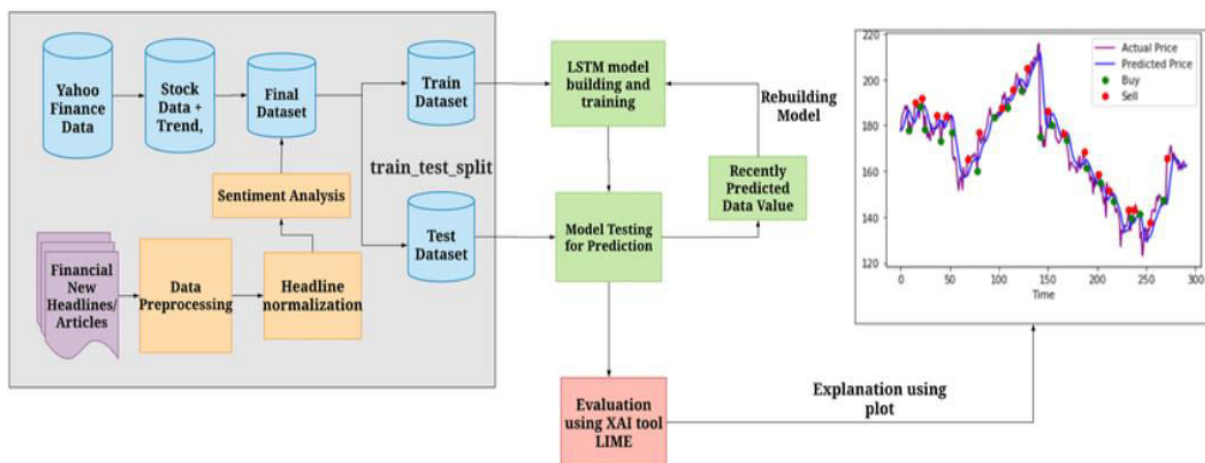 Yahoo
Finance
Data
Stock
Data +
Trend,
Final
Dataset
Train
Dataset
train_test_split
Sentiment Analysis
Test
Dataset
Financial
New
Headlines/
Articles
Data
Preprocessing
Headline
normalization
LSTM model
building and
training
Rebuilding
Model
Recently
Predicted
Data Value
Model Testing
for Prediction
Evaluation
using XAI tool
LIME
Explanation using
plot
220
200
180
160
140
120
Actual Price
Predicted Price
Buy
Sell
0 50 100 150 200 250 300
Time